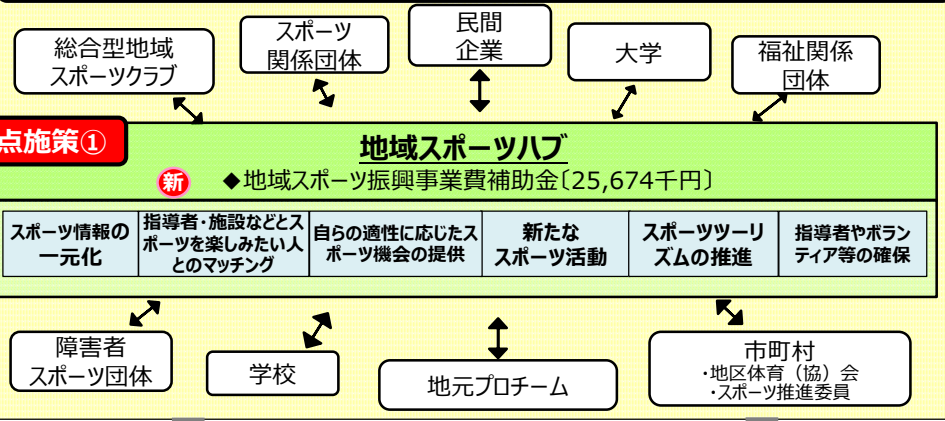 総合型地域
スポーツクラブ
スポーツ
関係団体
民間
企業
大学
福祉関係
団体
点施策①
地域スポーツハブ
新
◆地域スポーツ振興事業費補助金〔25,674千円〕
スポーツ情報の
一元化
指導者・施設などとス
ポーツを楽しみたい人
とのマッチング
自らの適性に応じたス
ポーツ機会の提供
新たな
スポーツ活動
スポーツツーリ
ズムの推進
指導者やボラン
ティア等の確保
障害者
スポーツ団体
学校
地元プロチーム
市町村
・地区体育（協）会
・スポーツ推進委員